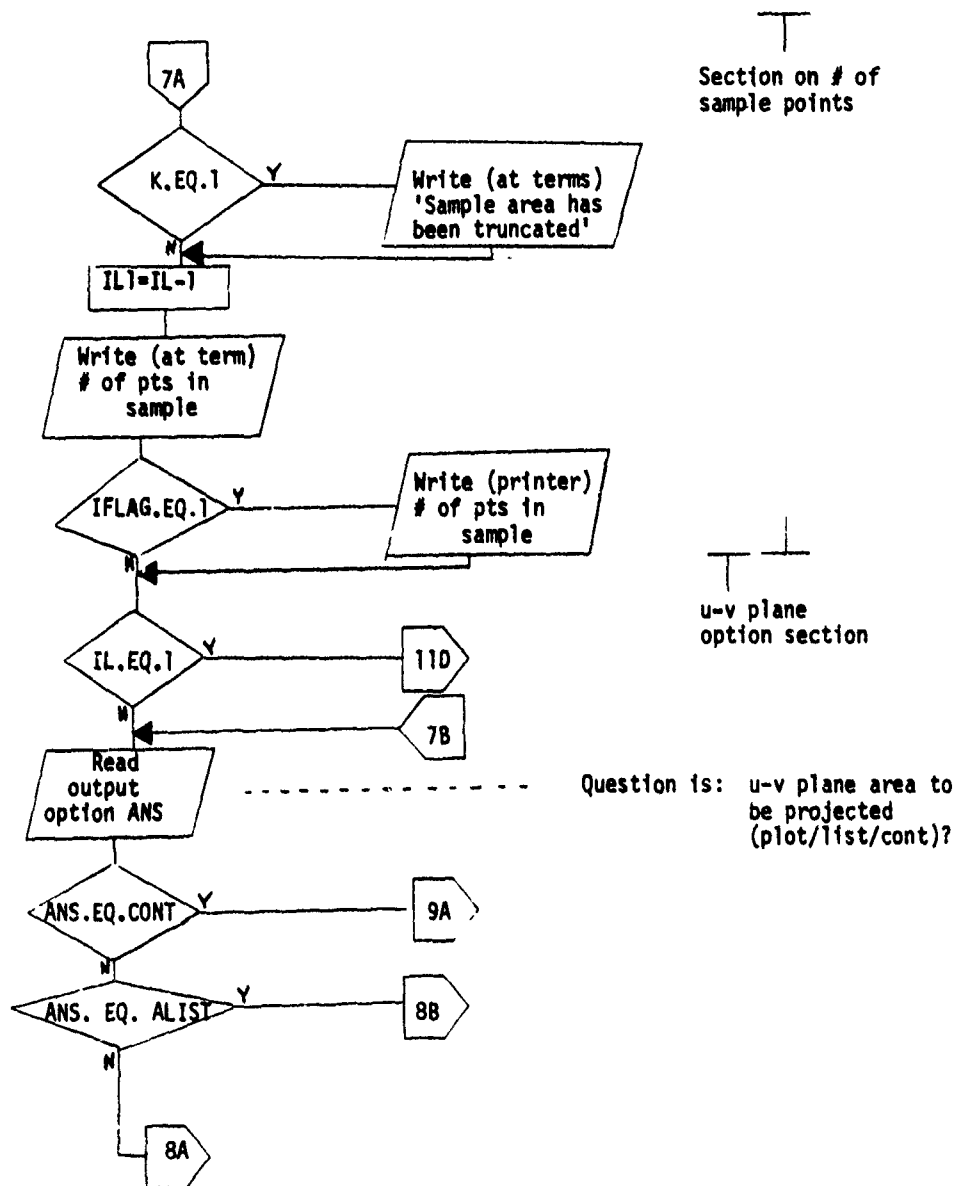 Section on # of
sample points
7A
K.EQ.1
Y
Write (at terms)
'Sample area has
been truncated'
N
IL1=IL-1
Write (at term)
# of pts in
sample
IFLAG.EQ.1
Y
Write (printer)
# of pts in
sample
N
u-v plane
option section
IL.EQ.1
Y
11D
N
7B
Read
output
option ANS
Question is: u-v plane area to
be projected
(plot/list/cont)?
ANS.EQ.CONT
Y
9A
N
ANS. EQ. ALIST
Y
8B
N
8A